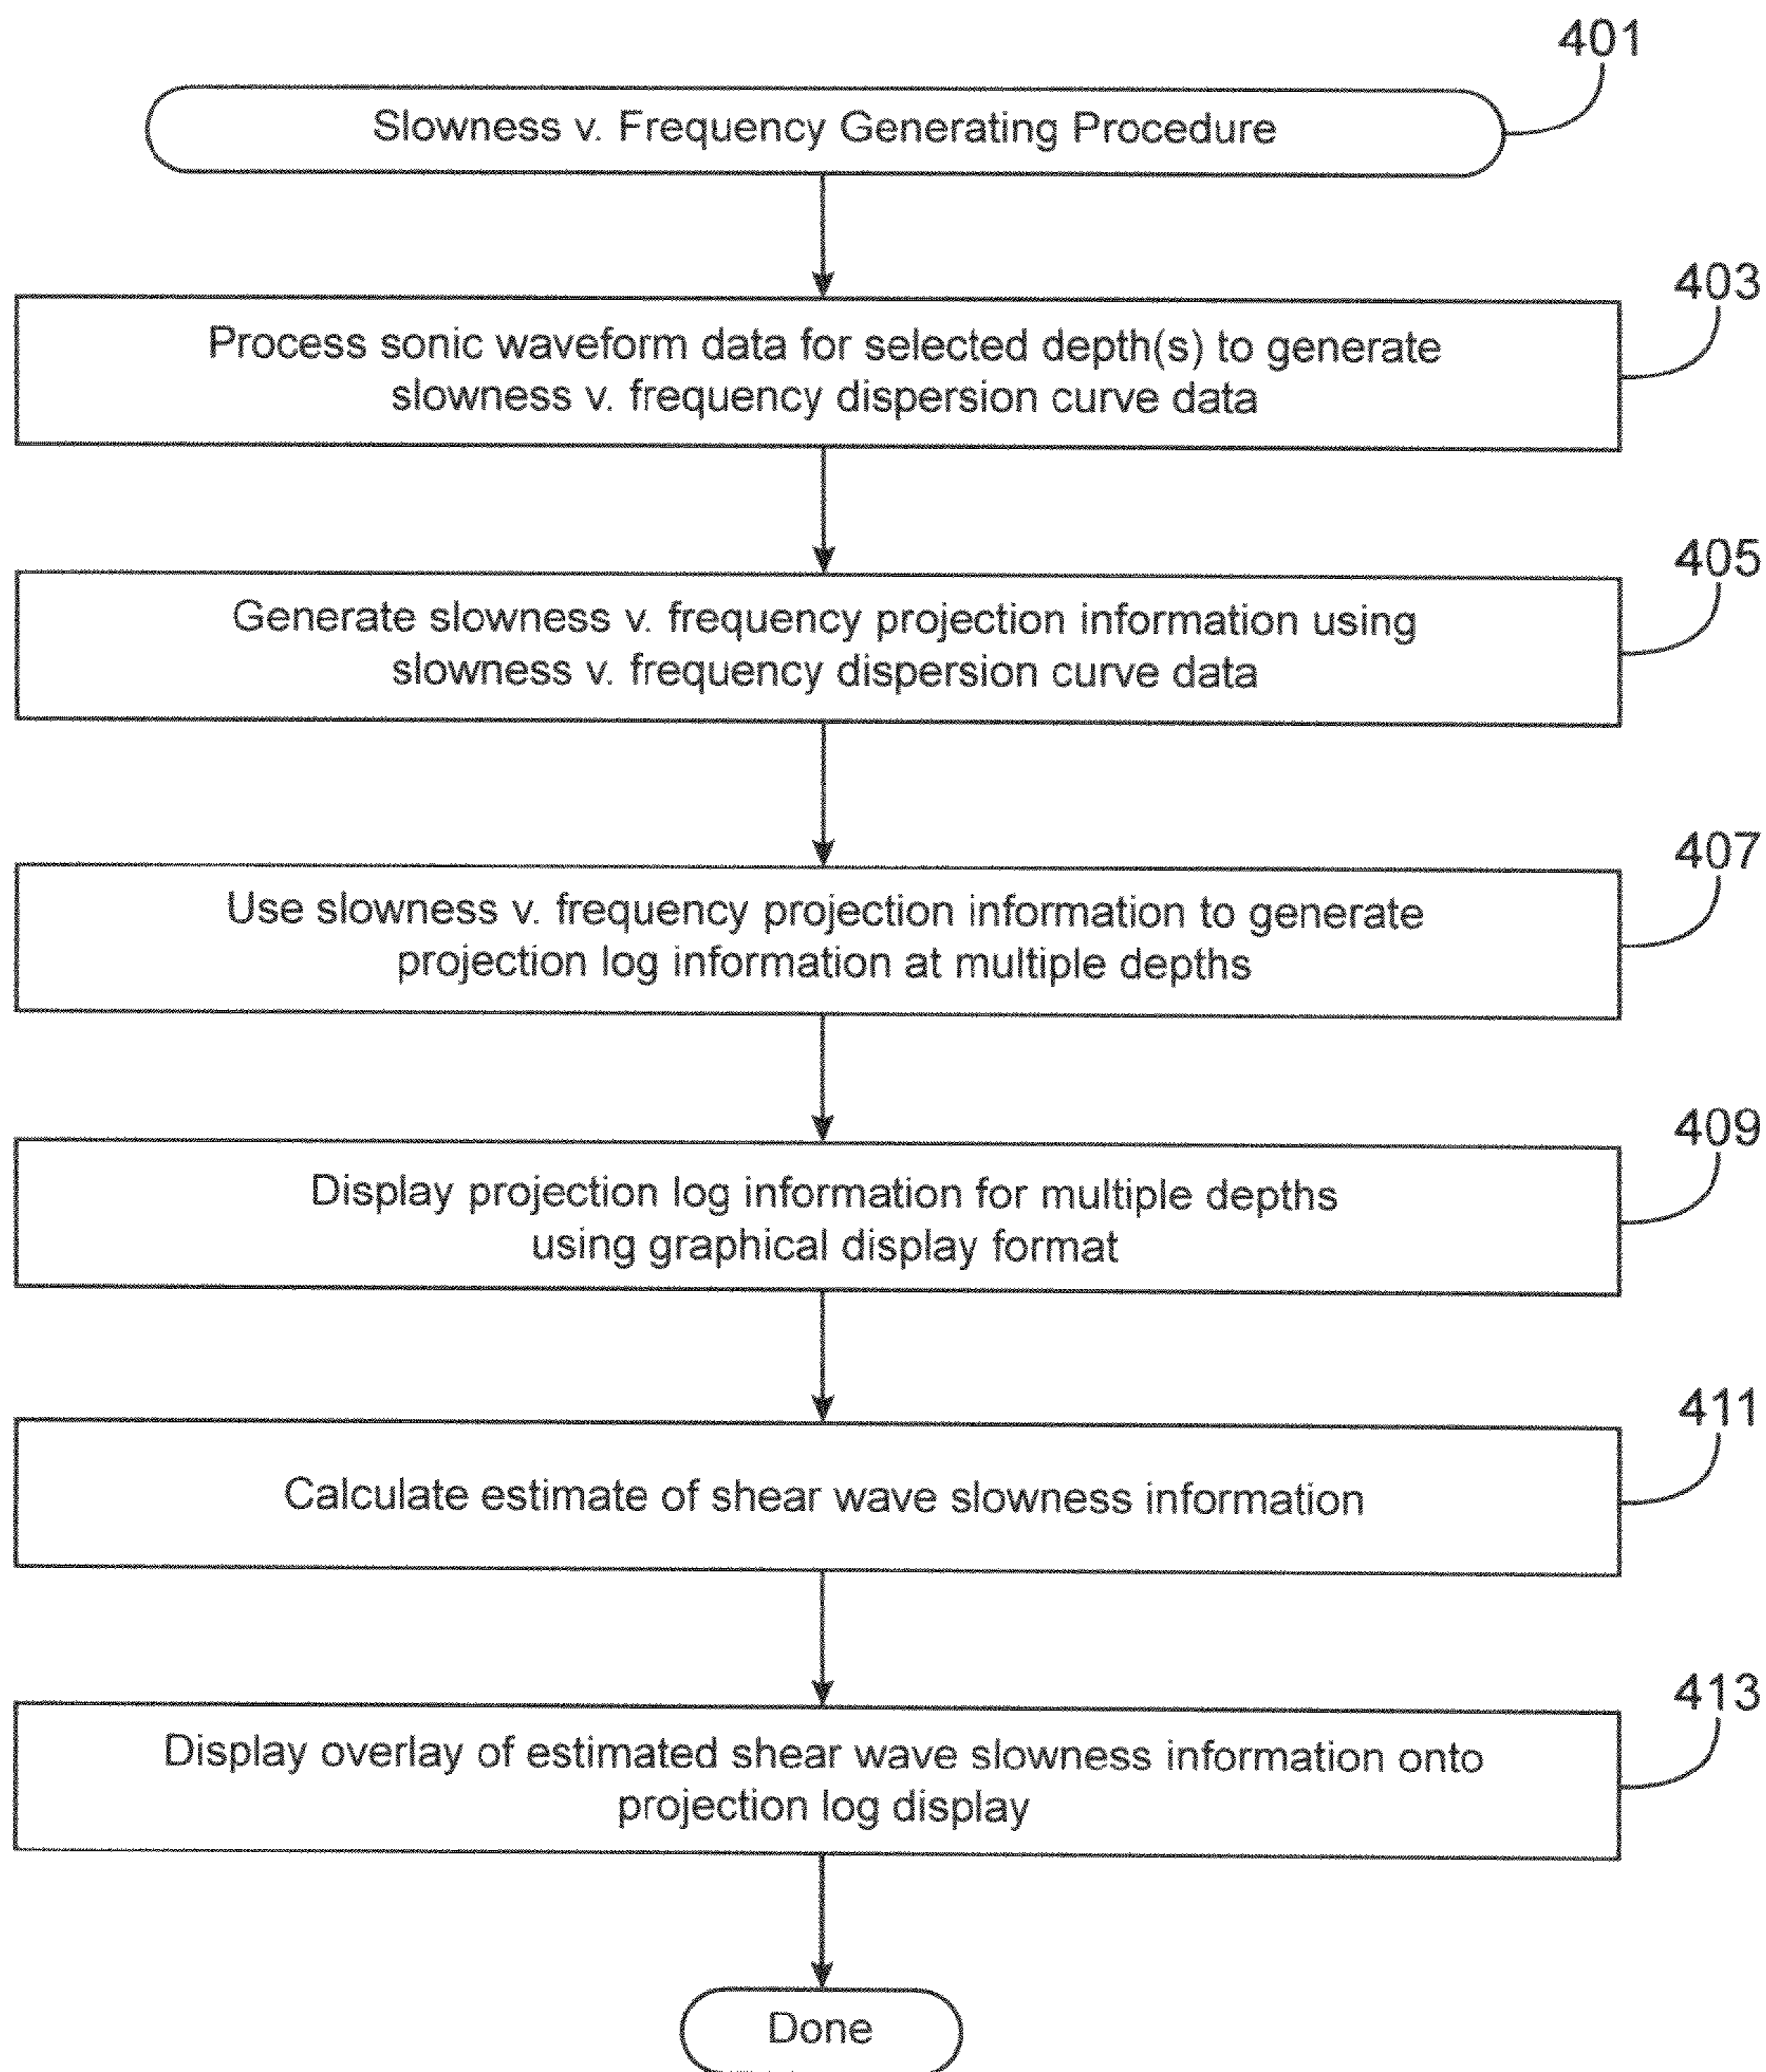 401
Slowness v. Frequency Generating Procedure
403
Process sonic waveform data for selected depth(s) to generate
slowness v. frequency dispersion curve data
405
Generate slowness v. frequency projection information using
slowness v. frequency dispersion curve data
407
Use slowness v. frequency projection information to generate
projection log information at multiple depths
409
Display projection log information for multiple depths
using graphical display format
411
Calculate estimate of shear wave slowness information
413
Display overlay of estimated shear wave slowness information onto
projection log display
Done